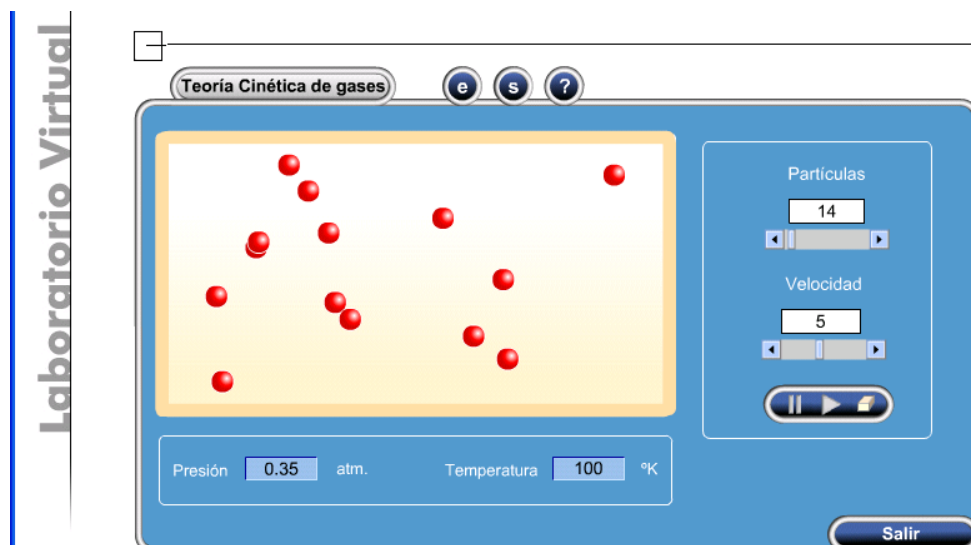 Laboratorio Virtual
Teoría Cinética de gases
e
s
?
Partículas
14
Velocidad
5
Presión 0.35 atm. Temperatura 100 ºK
Salir